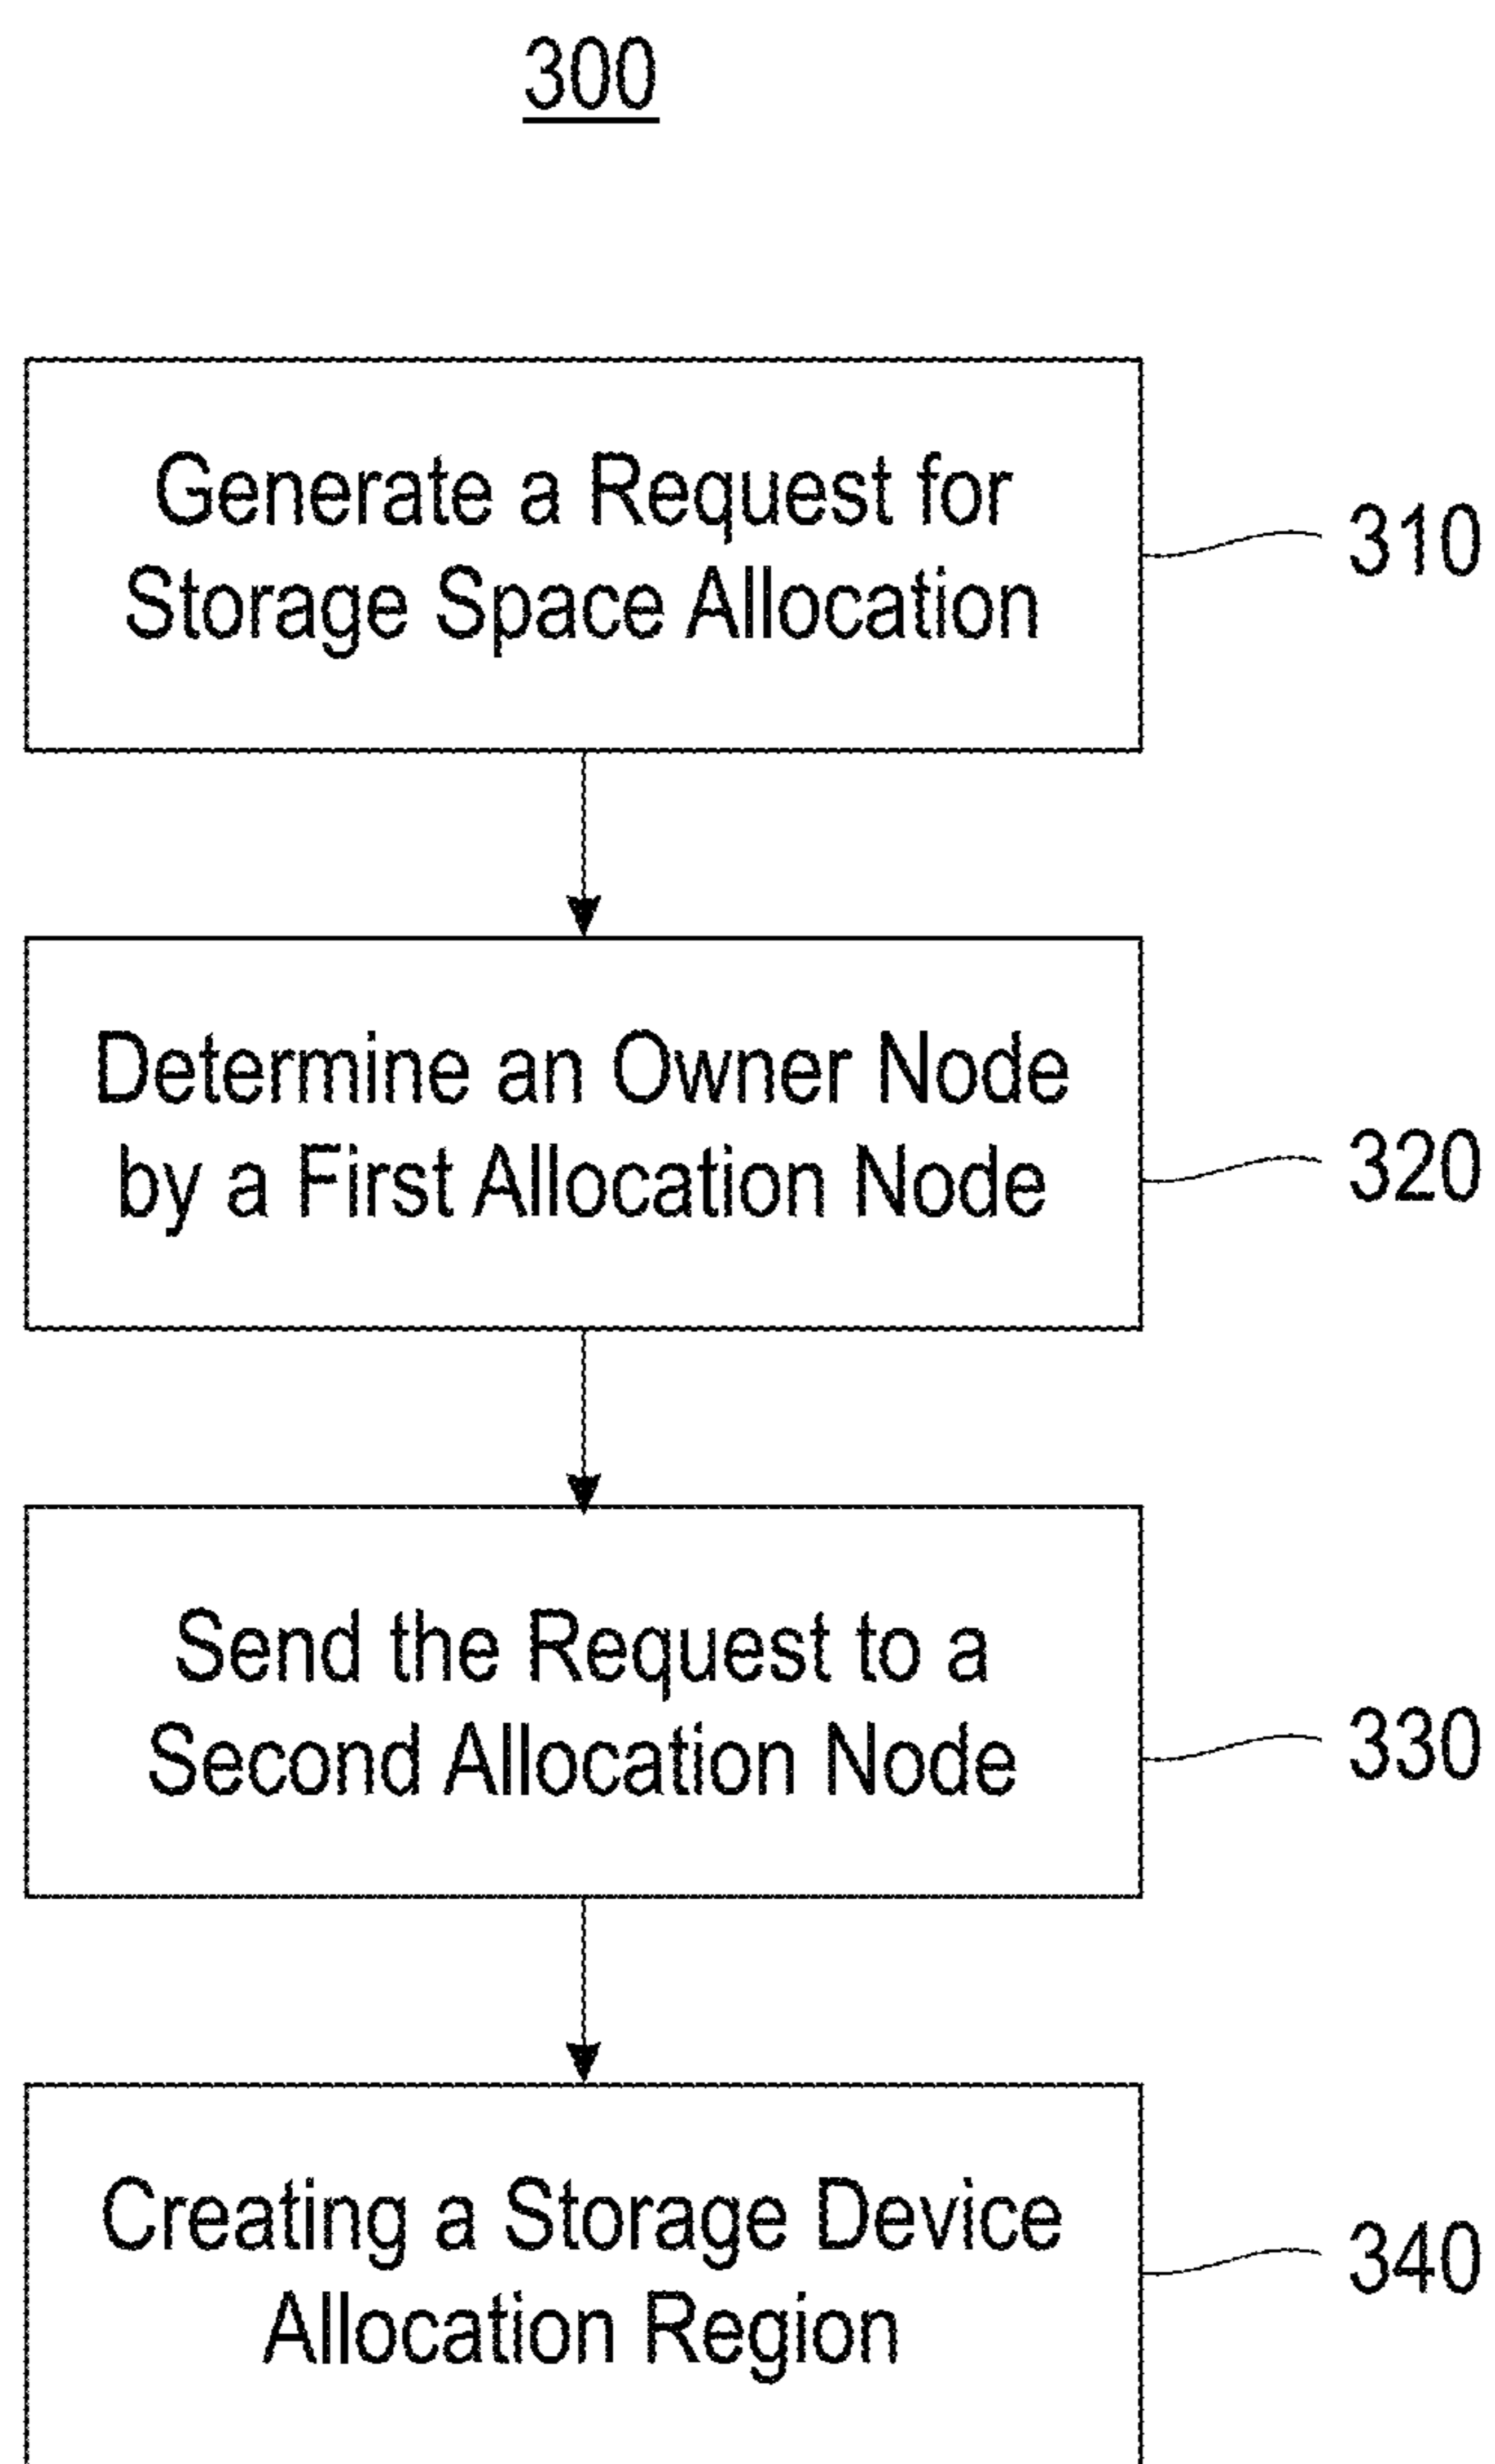 300
Generate a Request for
Storage Space Allocation
310
Determine an Owner Node
by a First Allocation Node
320
Send the Request to a
Second Allocation Node
330
Creating a Storage Device
Allocation Region
340